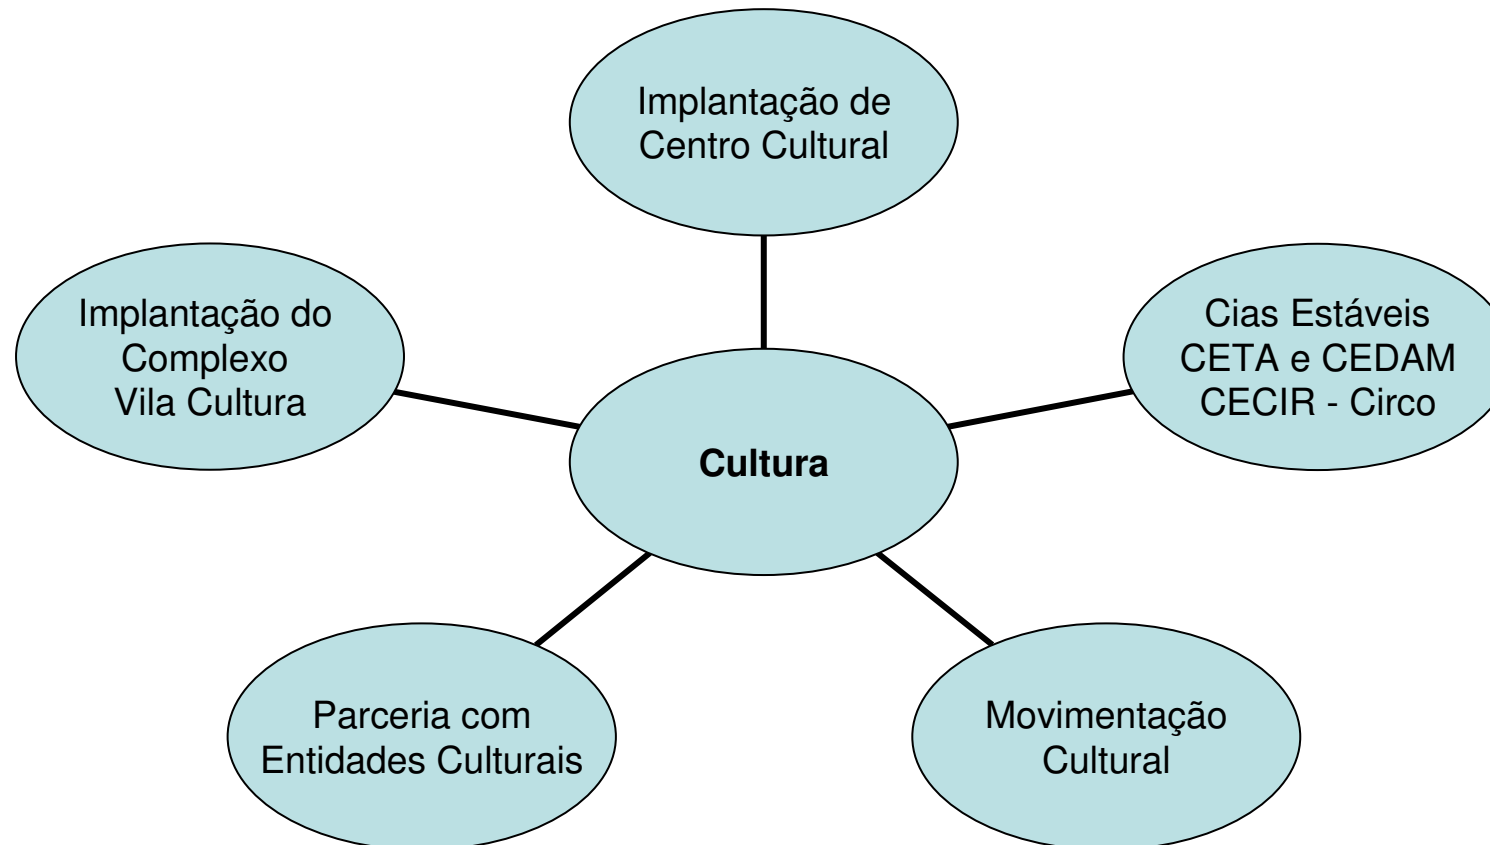 Implantação de
Centro Cultural
Implantação do
Complexo
Vila Cultura
Cias Estáveis
CETA e CEDAM
CECIR - Circo
Cultura
Parceria com
Entidades Culturais
Movimentação
Cultural